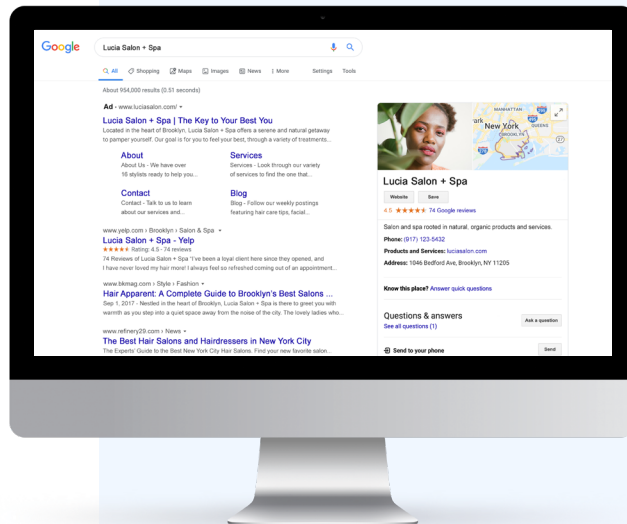 Google
Lucia Salon + Spa
All Shopping Maps Images News | More Settings Tools
About 954,000 results (0.51 seconds)
Ad · www.luciasalon.com/
Lucia Salon + Spa | The Key to Your Best You
Located in the heart of Brooklyn, Lucia Salon + Spa offers a serene and natural getaway
to pamper yourself. Our goal is for you to feel your best, through a variety of treatments...
About
About Us - We have over
16 stylists ready to help you...
Services
Services - Look through our variety
of services to find the one that...
Contact
Contact - Talk to us to learn
about our services and...
Blog
Blog - Follow our weekly postings
featuring hair care tips, facial...
www.yelp.com › Brooklyn › Salon & Spa
Lucia Salon + Spa - Yelp
Rating: 4.5 - 74 reviews
74 Reviews of Lucia Salon + Spa "I've been a loyal client here since they opened, and
I have never loved my hair more! I always feel so refreshed coming out of an appointment...
www.bkmag.com › Style › Fashion
Hair Apparent: A Complete Guide to Brooklyn's Best Salons ...
Sep 1, 2017 - Nestled in the heart of Brooklyn, Lucia Salon + Spa is there to greet you with
warmth as you step into a quiet space away from the noise of the city. The lovely ladies who...
www.refinery29.com › News
The Best Hair Salons and Hairdressers in New York City
The Experts' Guide to the Best New York City Hair Salons. Find your new favorite salon...
MANHATTAN
ark
New York
QUEENS
BROOKLYN
27
Lucia Salon + Spa
Website Save
4.5 74 Google reviews
Salon and spa rooted in natural, organic products and services.
Phone: (917) 123-5432
Products and Services: luciasalon.com
Address: 1046 Bedford Ave, Brooklyn, NY 11205
Know this place? Answer quick questions
Questions & answers
See all questions (1)
Ask a question
Send to your phone
Send